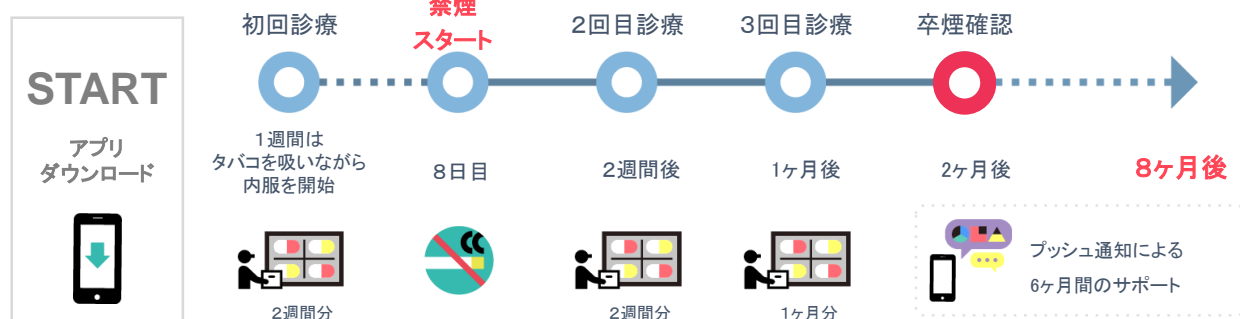 START
アプリ
ダウンロード
初回診療
1週間は
タバコを吸いながら
内服を開始
2週間分
禁煙
スタート
8日目
2回目診療
2週間後
2週間分
3回目診療
1ヶ月後
1ヶ月分
卒煙確認
2ヶ月後
8ヶ月後
プッシュ通知による
6ヶ月間のサポート